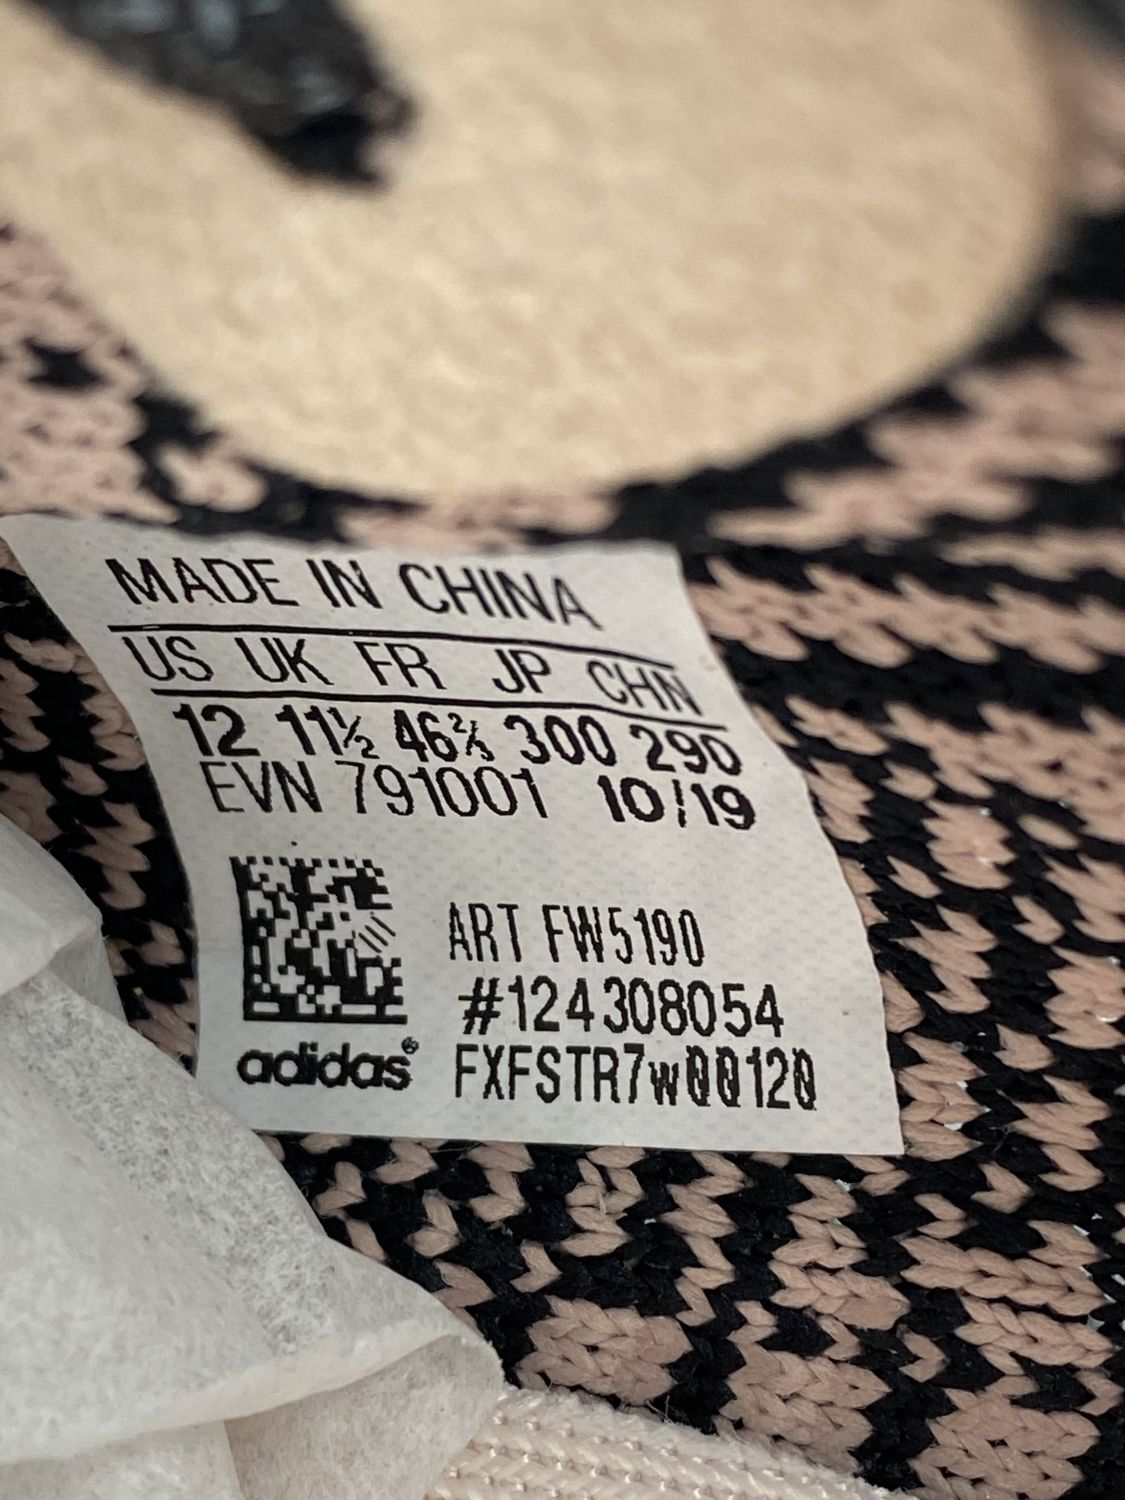 MADE IN CHINA
US UK FR JP CHN
12 11½ 46⅔ 300 290
EVN 791001 10/19
ART FW5190
#124308054
adidas® FXFSTR7w00120